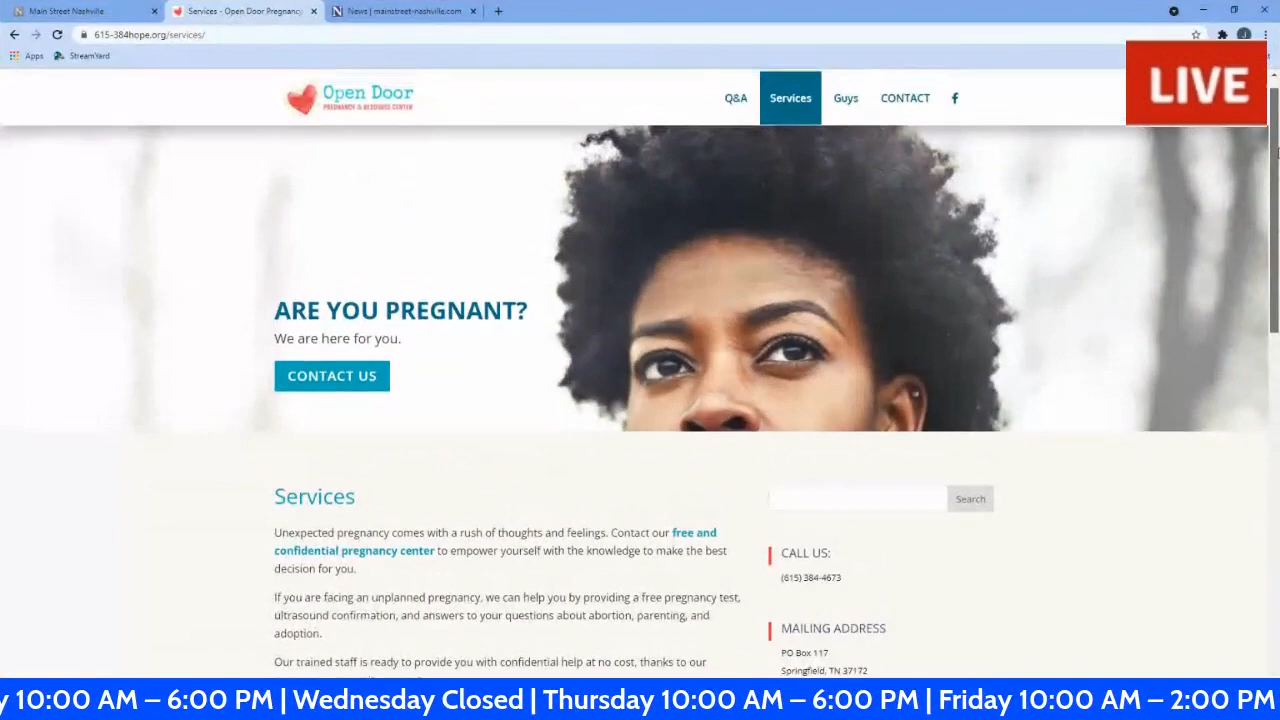 Main Street Nashville
Services - Open Door Pregnancy
News | mainstreet-nashville.com
615-384hope.org/services/
Apps
StreamYard
LIVE
Open Door
PREGNANCY & RESOURCE CENTER
Q&A
Services
Guys
CONTACT
ARE YOU PREGNANT?
We are here for you.
CONTACT US
Services
Search
Unexpected pregnancy comes with a rush of thoughts and feelings. Contact our free and
confidential pregnancy center to empower yourself with the knowledge to make the best
decision for you.
If you are facing an unplanned pregnancy, we can help you by providing a free pregnancy test,
ultrasound confirmation, and answers to your questions about abortion, parenting, and
adoption.
Our trained staff is ready to provide you with confidential help at no cost, thanks to our
CALL US:
(615) 384-4673
MAILING ADDRESS
PO Box 117
Springfield, TN 37172
y 10:00 AM – 6:00 PM | Wednesday Closed | Thursday 10:00 AM – 6:00 PM | Friday 10:00 AM – 2:00 PM